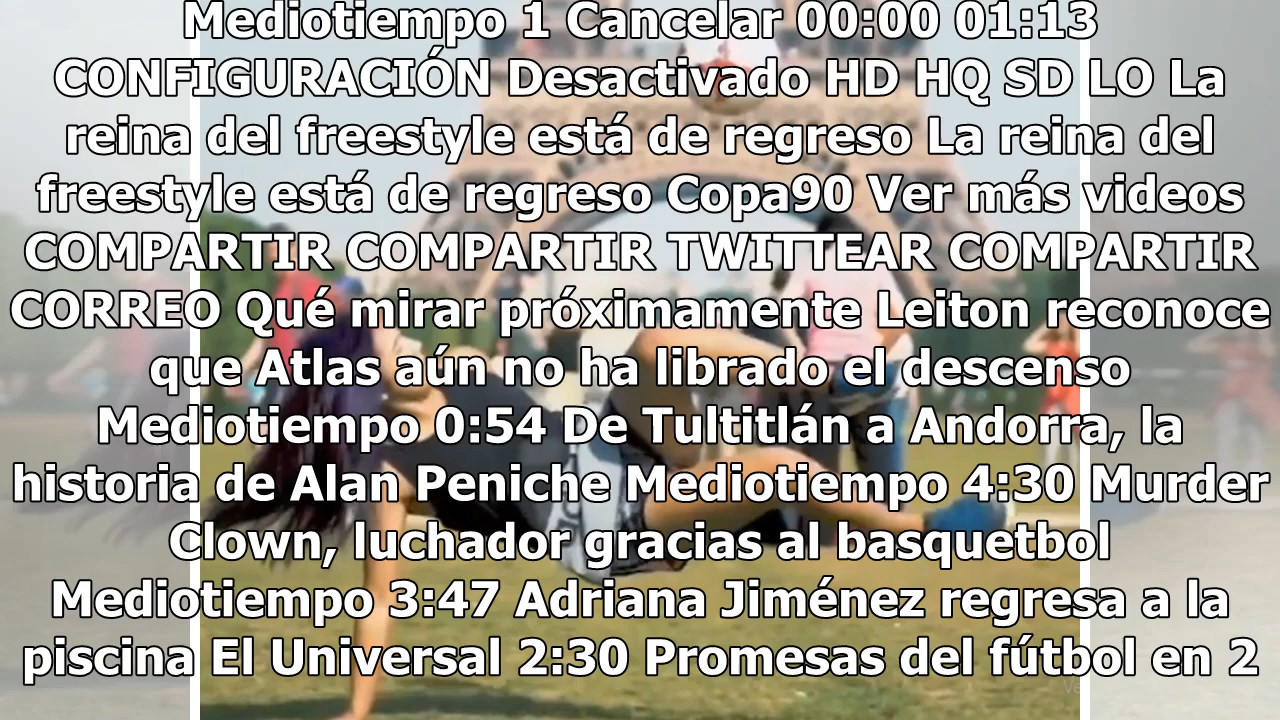 Mediotiempo 1 Cancelar 00:00 01:13
CONFIGURACIÓN Desactivado HD HQ SD LO La
reina del freestyle está de regreso La reina del
freestyle está de regreso Copa90 Ver más videos
COMPARTIR COMPARTIR TWITTEAR COMPARTIR
CORREO Qué mirar próximamente Leiton reconoce
que Atlas aún no ha librado el descenso
Mediotiempo 0:54 De Tultitlán a Andorra, la
historia de Alan Peniche Mediotiempo 4:30 Murder
Clown, luchador gracias al basquetbol
Mediotiempo 3:47 Adriana Jiménez regresa a la
piscina El Universal 2:30 Promesas del fútbol en 2